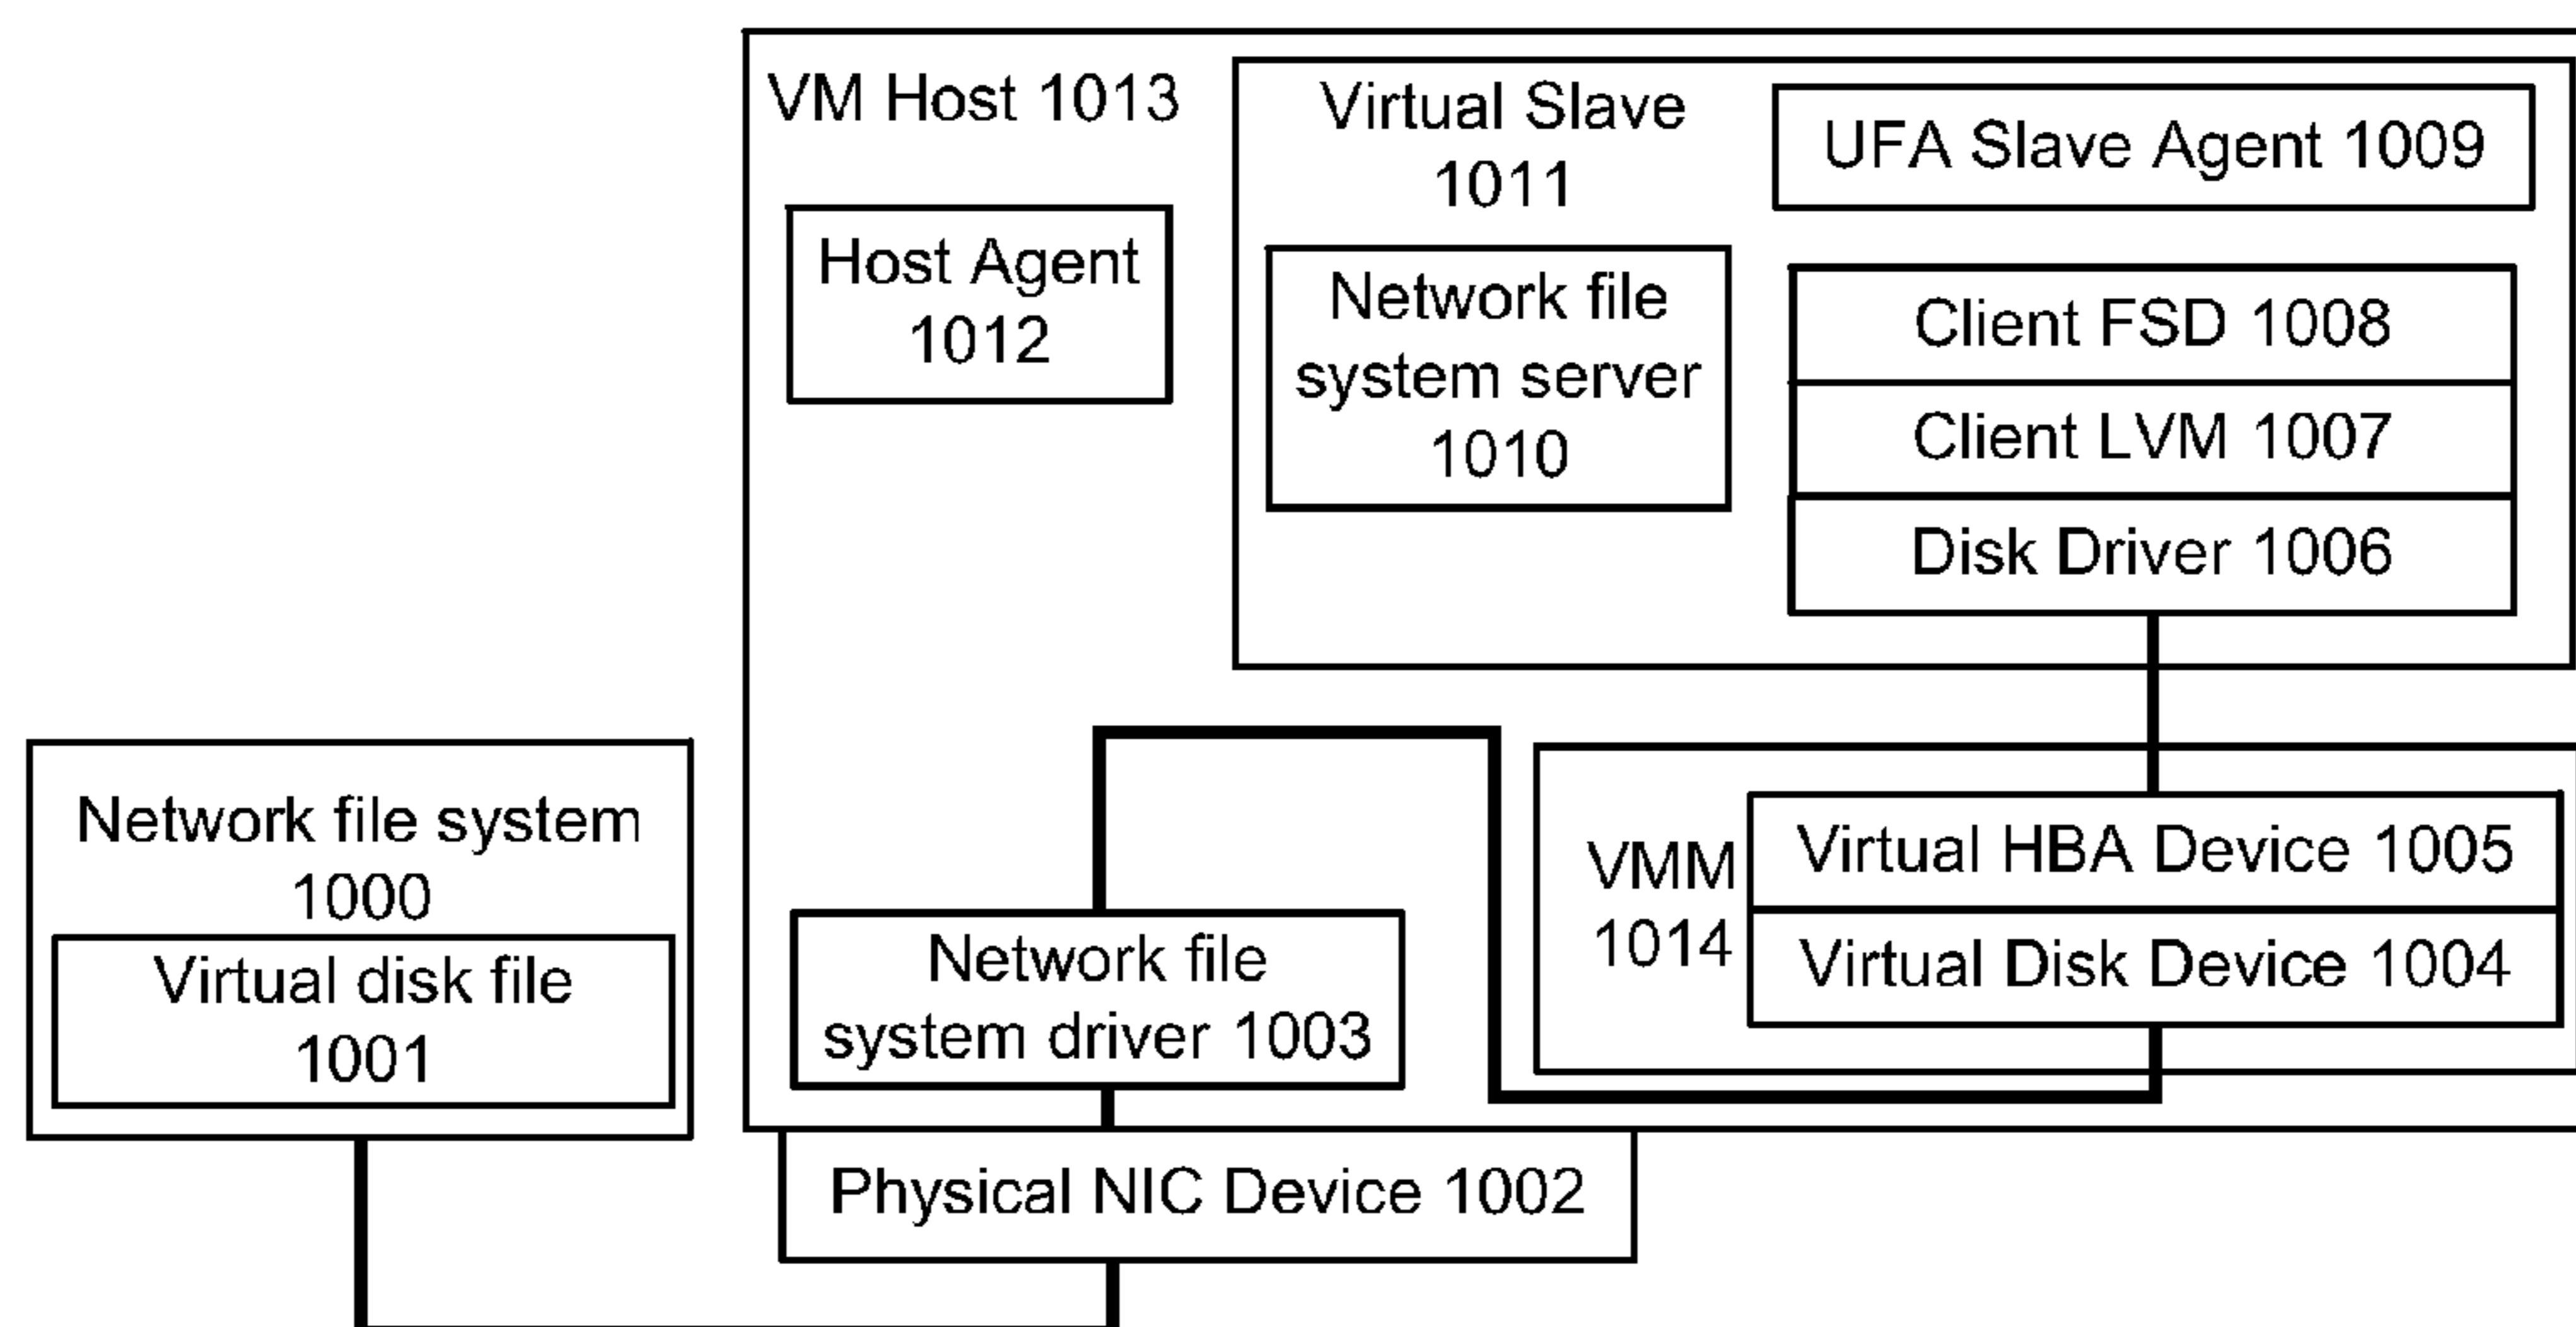 VM Host 1013
Host Agent
1012
Virtual Slave
1011
UFA Slave Agent 1009
Network file
system server
1010
Client FSD 1008
Client LVM 1007
Disk Driver 1006
Network file system
1000
Virtual disk file
1001
Network file
system driver 1003
VMM
1014
Virtual HBA Device 1005
Virtual Disk Device 1004
Physical NIC Device 1002